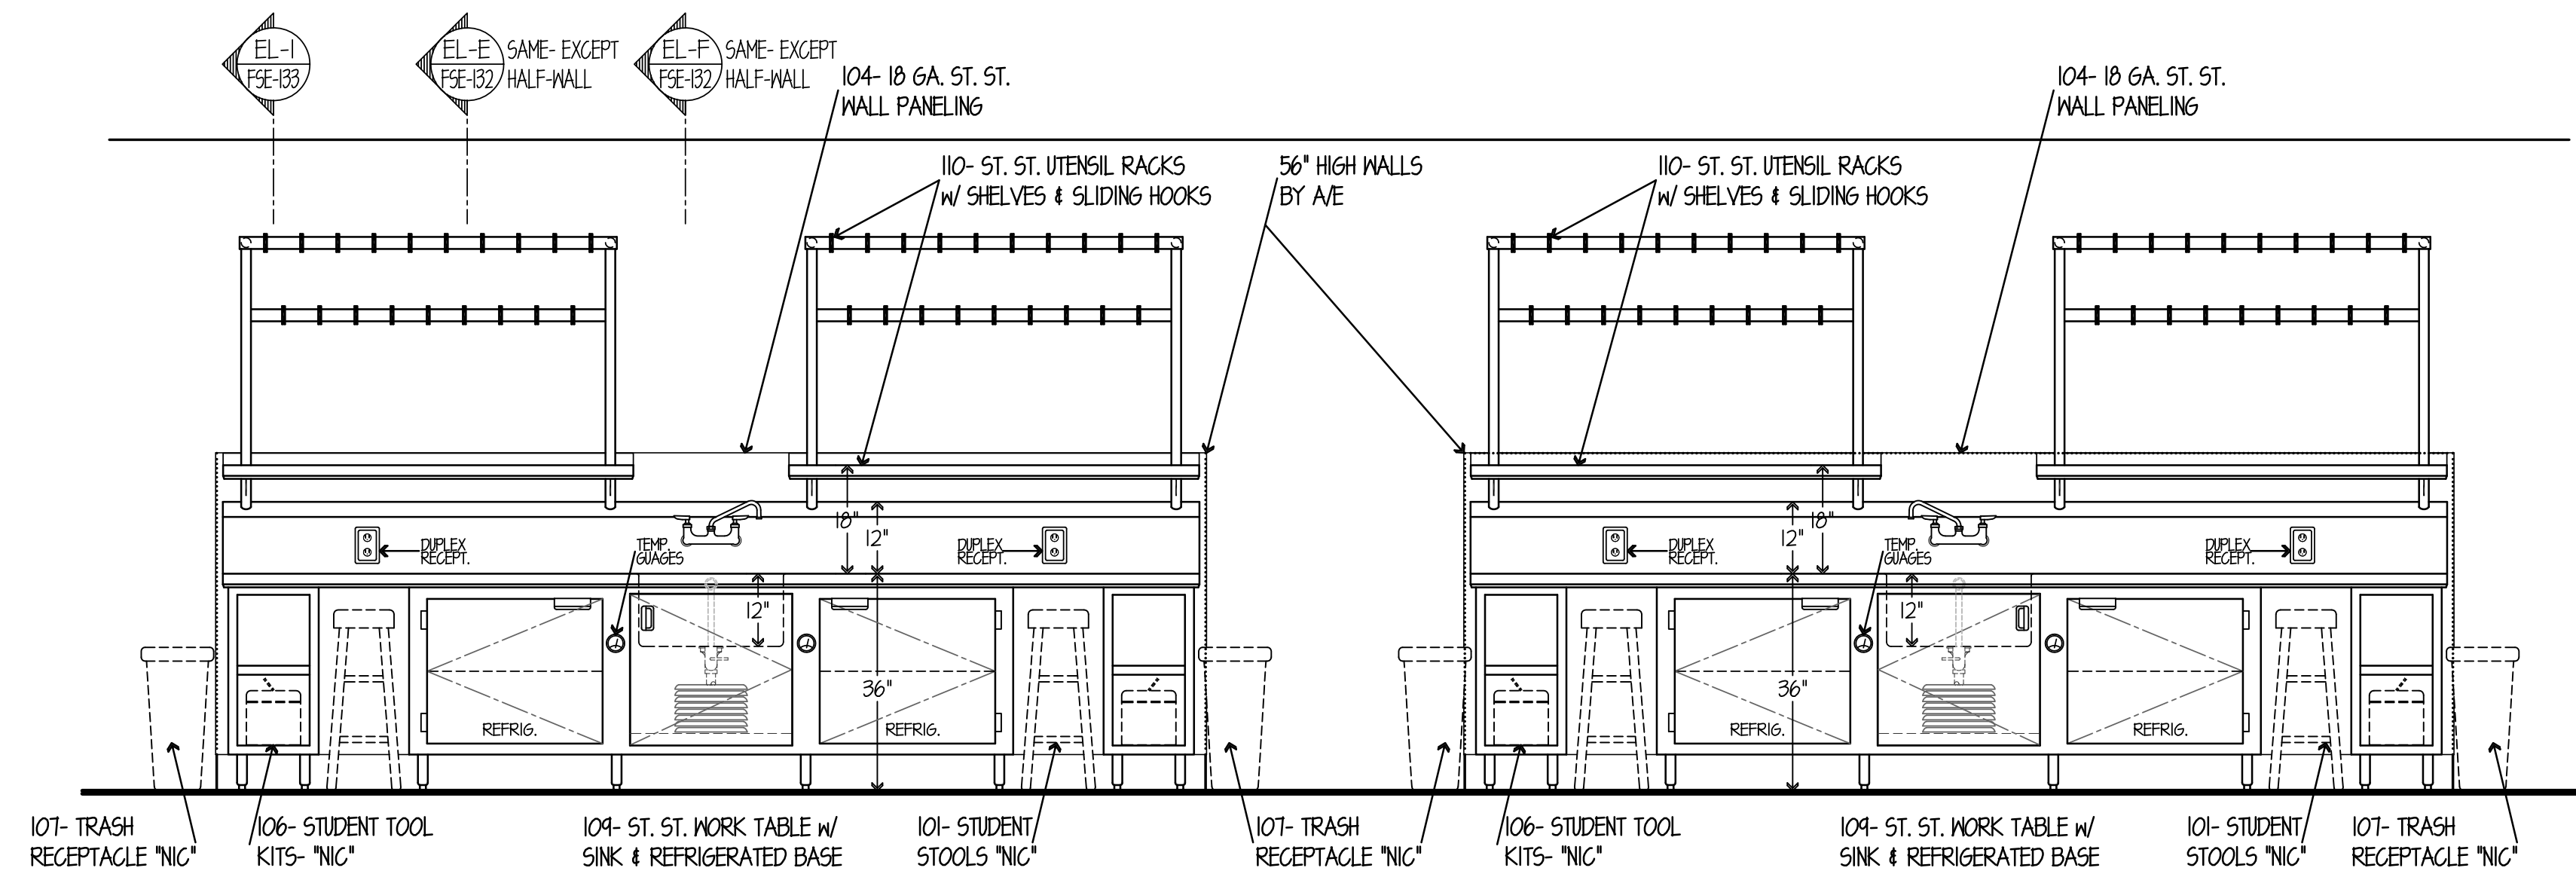 EL-1
FSE-133
EL-E
FSE-132
SAME- EXCEPT
HALF-WALL
EL-F
FSE-132
SAME- EXCEPT
HALF-WALL
104- 18 GA. ST. ST.
WALL PANELING
104- 18 GA. ST. ST.
WALL PANELING
110- ST. ST. UTENSIL RACKS
w/ SHELVES & SLIDING HOOKS
56" HIGH WALLS
BY A/E
110- ST. ST. UTENSIL RACKS
w/ SHELVES & SLIDING HOOKS
18"
12"
12"
18"
DUPLEX
RECEPT.
TEMP.
GUAGES
DUPLEX
RECEPT.
DUPLEX
RECEPT.
TEMP.
GUAGES
DUPLEX
RECEPT.
12"
12"
36"
36"
REFRIG.
REFRIG.
REFRIG.
REFRIG.
107- TRASH
RECEPTACLE "NIC"
106- STUDENT TOOL
KITS- "NIC"
109- ST. ST. WORK TABLE w/
SINK & REFRIGERATED BASE
101- STUDENT
STOOLS "NIC"
107- TRASH
RECEPTACLE "NIC"
106- STUDENT TOOL
KITS- "NIC"
109- ST. ST. WORK TABLE w/
SINK & REFRIGERATED BASE
101- STUDENT
STOOLS "NIC"
107- TRASH
RECEPTACLE "NIC"